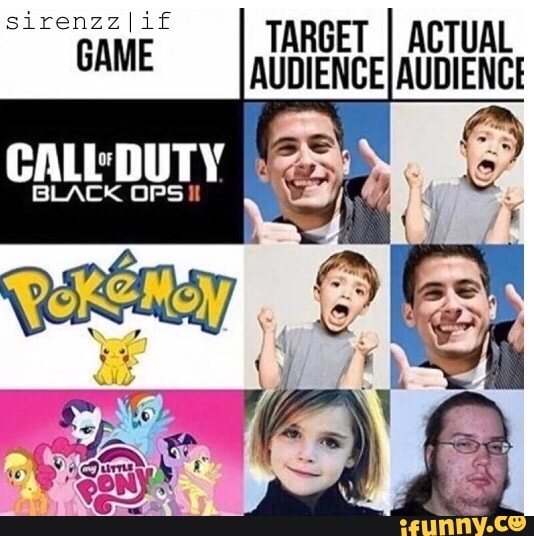 sirenzz|if
GAME
TARGET
AUDIENCE
ACTUAL
AUDIENCE
CALL OF DUTY
BLACK OPS II
POKéMON
my LITTLE
PONY
ifunny.co